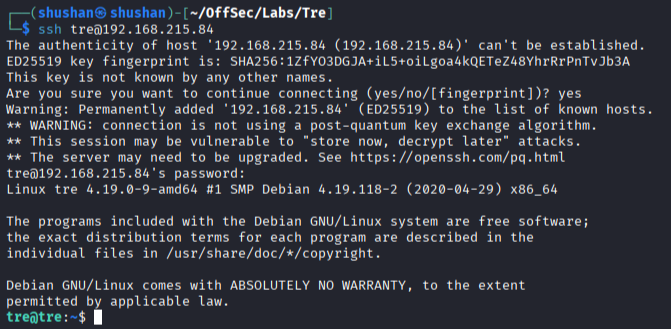 ┌──(shushan㉿shushan)-[~/OffSec/Labs/Tre]
└─$ ssh tre@192.168.215.84
The authenticity of host '192.168.215.84 (192.168.215.84)' can't be established.
ED25519 key fingerprint is: SHA256:1ZfYO3DGJA+iL5+oiLgoa4kQETeZ48YhrRrPnTvJb3A
This key is not known by any other names.
Are you sure you want to continue connecting (yes/no/[fingerprint])? yes
Warning: Permanently added '192.168.215.84' (ED25519) to the list of known hosts.
** WARNING: connection is not using a post-quantum key exchange algorithm.
** This session may be vulnerable to "store now, decrypt later" attacks.
** The server may need to be upgraded. See https://openssh.com/pq.html
tre@192.168.215.84's password:
Linux tre 4.19.0-9-amd64 #1 SMP Debian 4.19.118-2 (2020-04-29) x86_64

The programs included with the Debian GNU/Linux system are free software;
the exact distribution terms for each program are described in the
individual files in /usr/share/doc/*/copyright.

Debian GNU/Linux comes with ABSOLUTELY NO WARRANTY, to the extent
permitted by applicable law.
tre@tre:~$